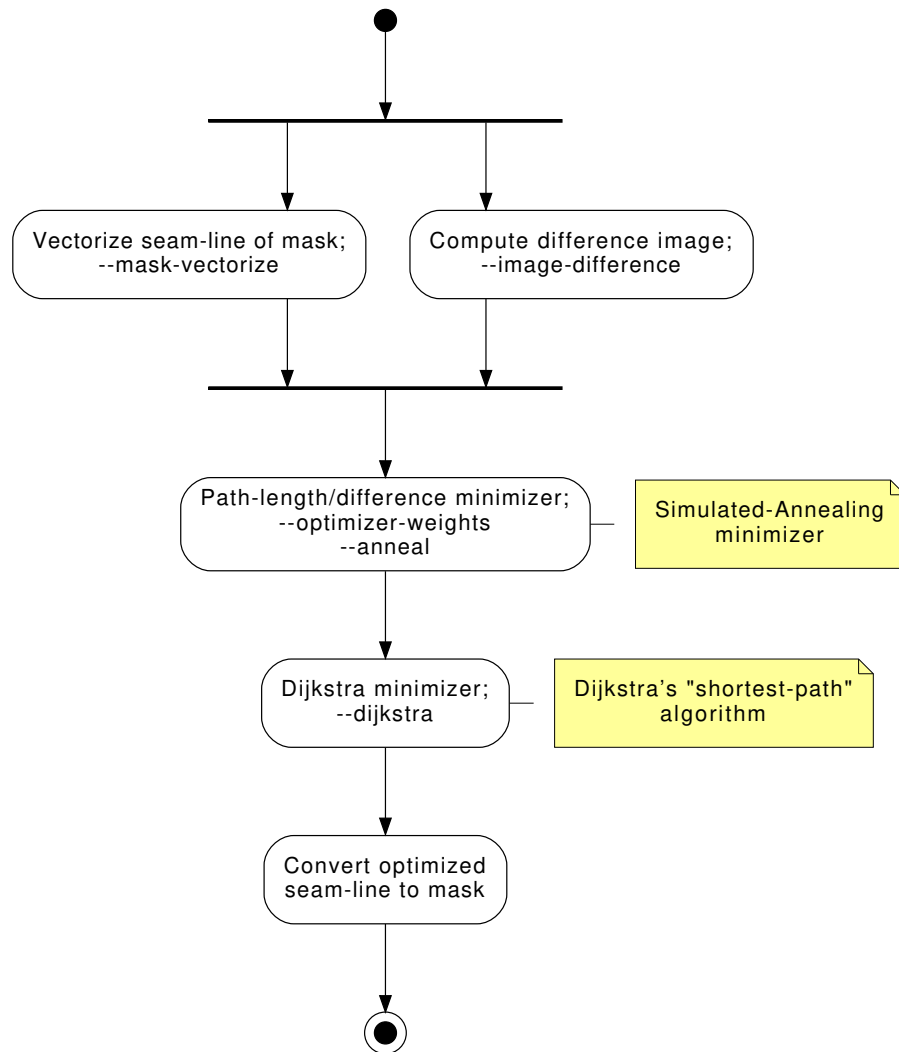 Vectorize seam-line of mask;
--mask-vectorize
Compute difference image;
--image-difference
Path-length/difference minimizer;
--optimizer-weights
--anneal
Simulated-Annealing
minimizer
Dijkstra minimizer;
--dijkstra
Dijkstra's "shortest-path"
algorithm
Convert optimized
seam-line to mask